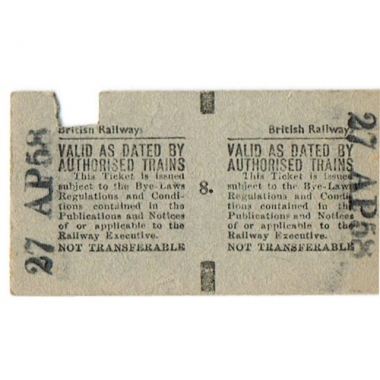 27 AP58
British Railways
VALID AS DATED BY
AUTHORISED TRAINS
This Ticket is issued
subject to the Bye-Laws
Regulations and Condi-
tions contained in the
Publications and Notices
of or applicable to the
Railway Executive.
NOT TRANSFERABLE
8.
British Railways
VALID AS DATED BY
AUTHORISED TRAINS
This Ticket is issued
subject to the Bye-Laws
Regulations and Condi-
tions contained in the
Publications and Notices
of or applicable to the
Railway Executive.
NOT TRANSFERABLE
27 AP58